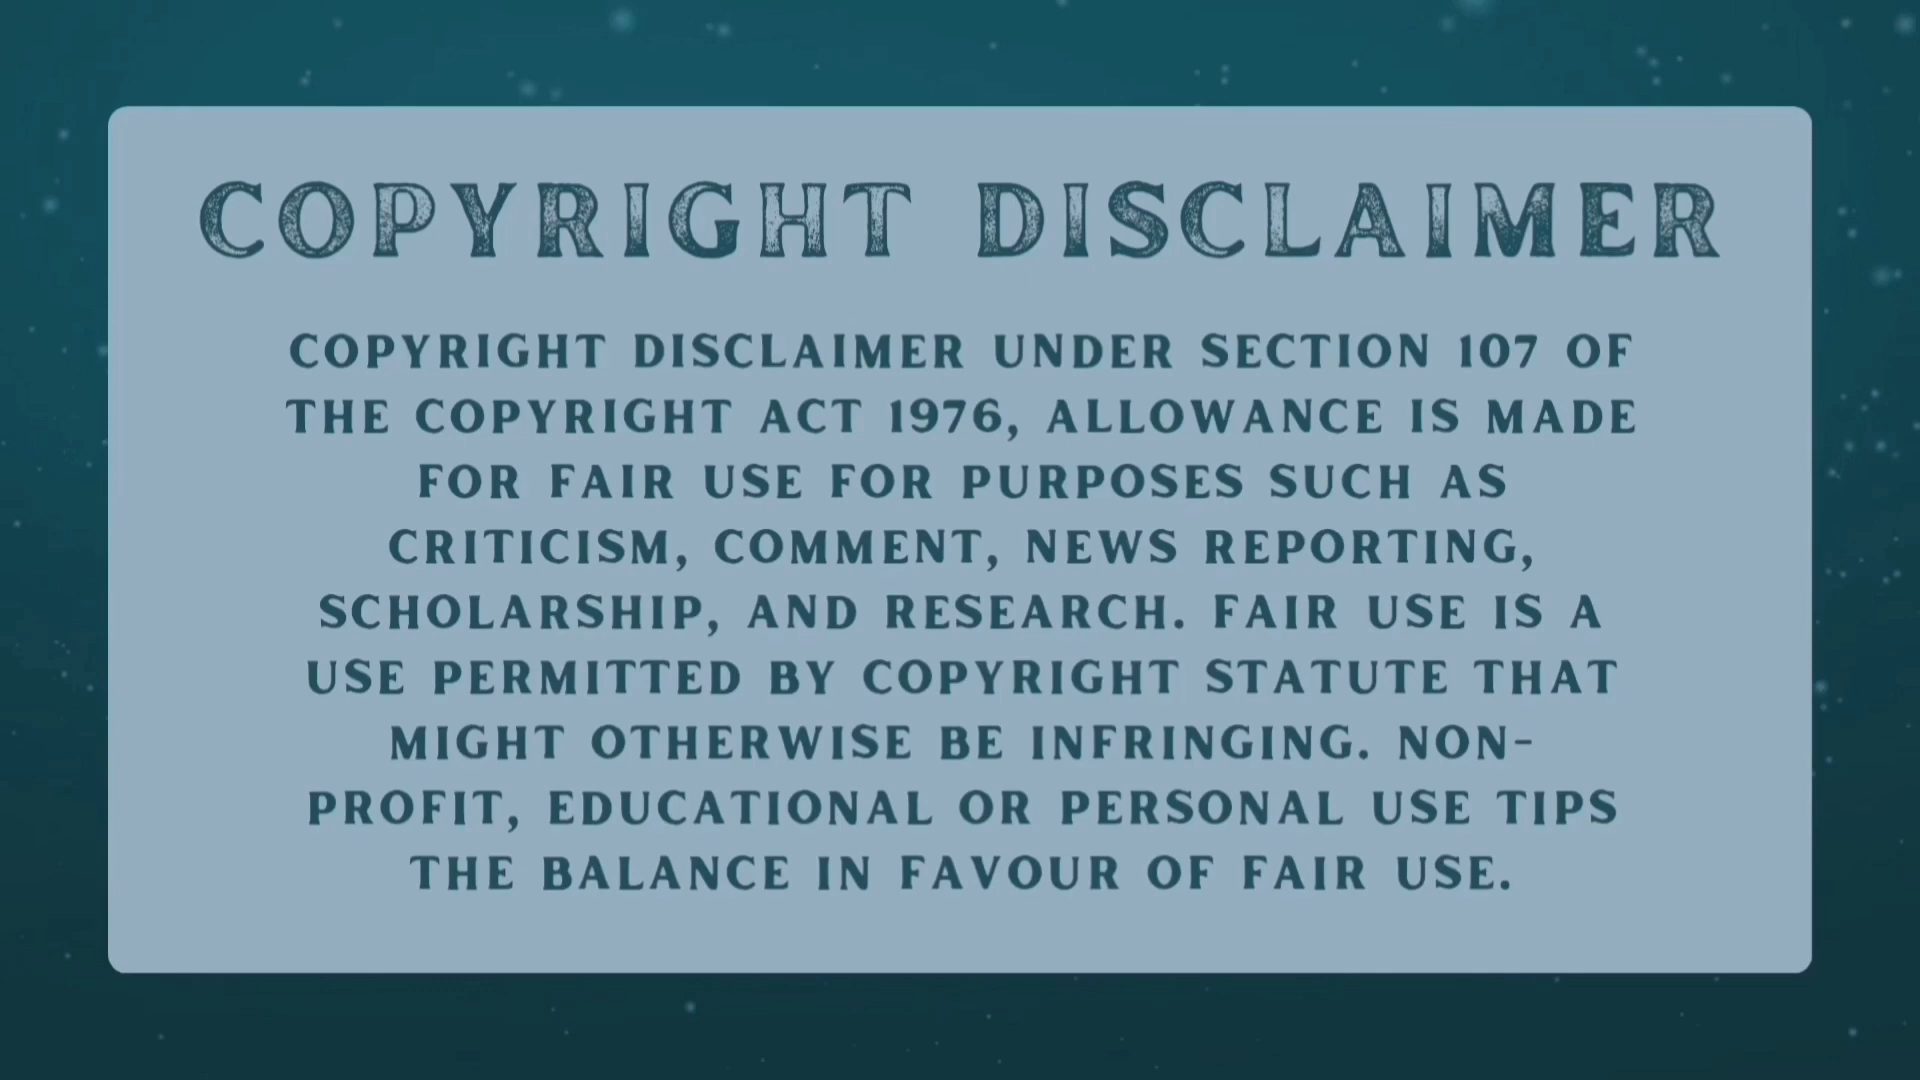 COPYRIGHT DISCLAIMER
COPYRIGHT DISCLAIMER UNDER SECTION 107 OF
THE COPYRIGHT ACT 1976, ALLOWANCE IS MADE
FOR FAIR USE FOR PURPOSES SUCH AS
CRITICISM, COMMENT, NEWS REPORTING,
SCHOLARSHIP, AND RESEARCH. FAIR USE IS A
USE PERMITTED BY COPYRIGHT STATUTE THAT
MIGHT OTHERWISE BE INFRINGING. NON-
PROFIT, EDUCATIONAL OR PERSONAL USE TIPS
THE BALANCE IN FAVOUR OF FAIR USE.